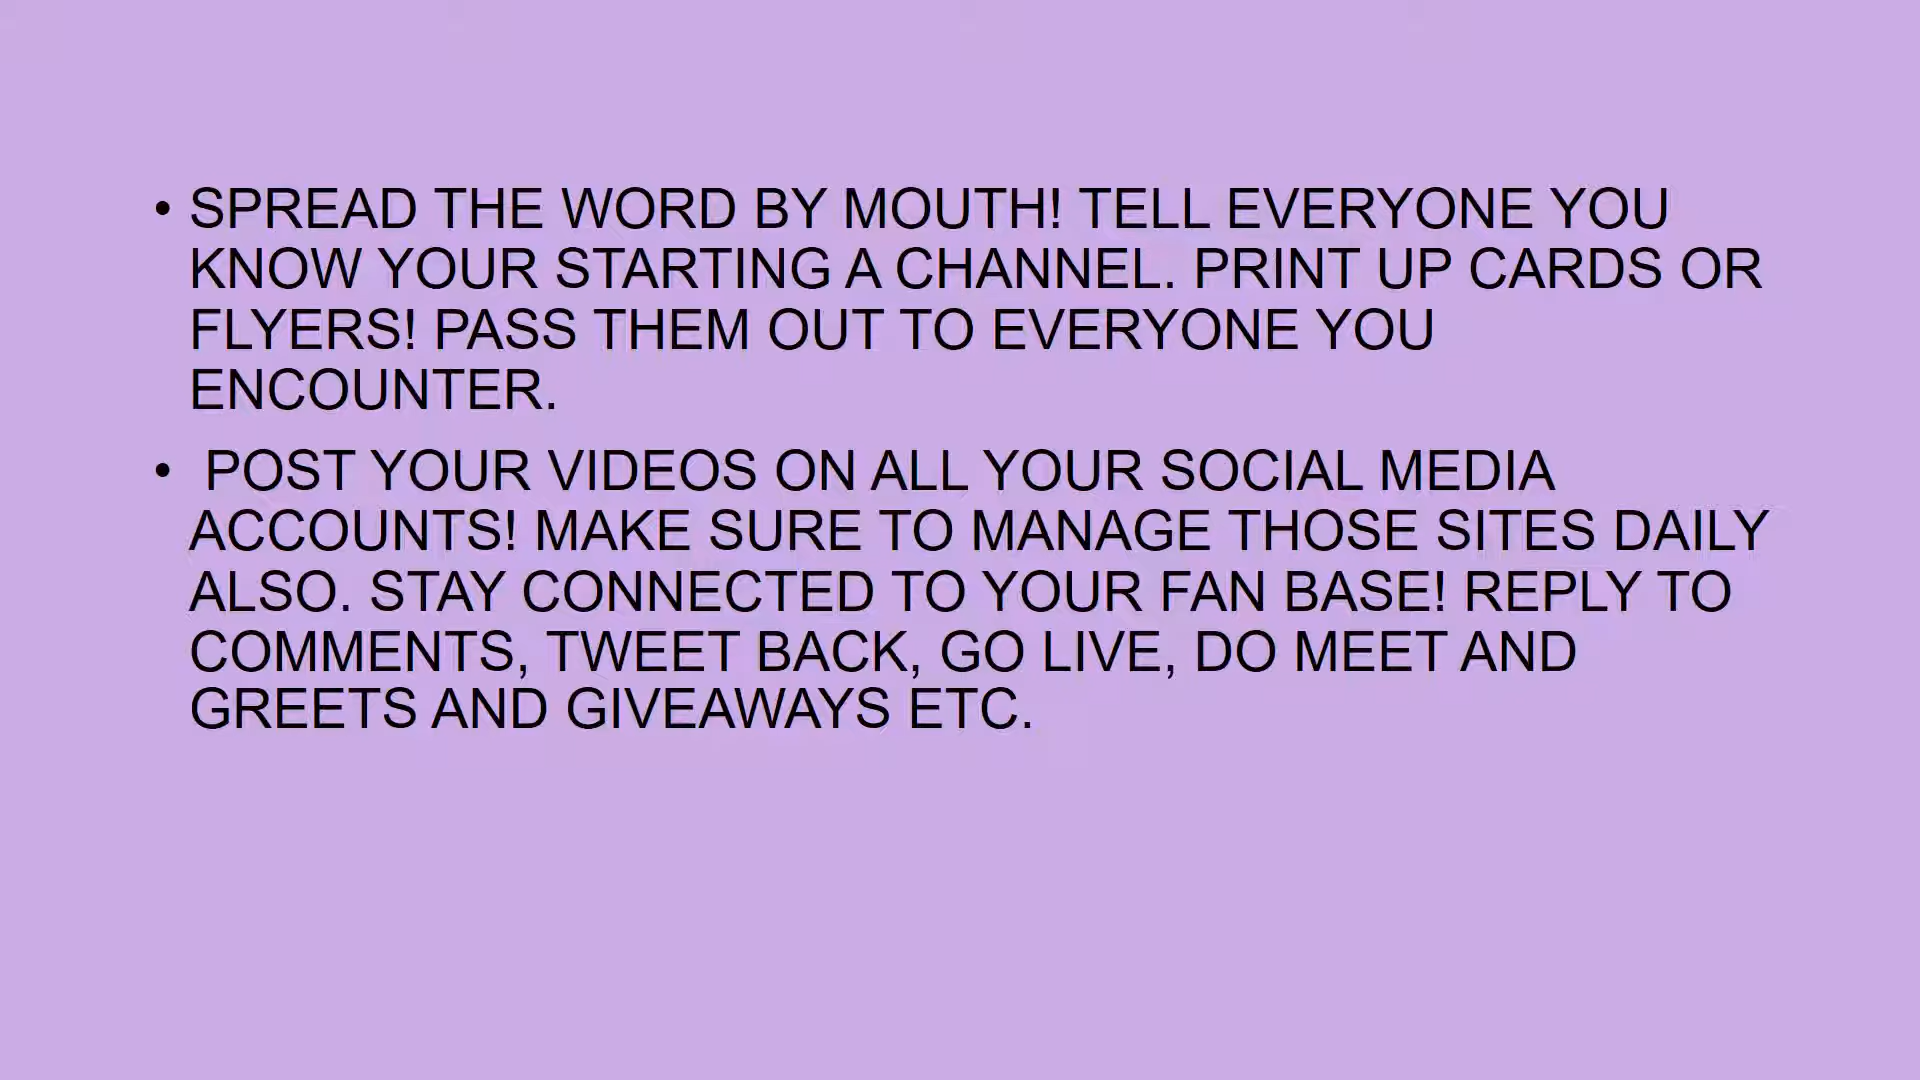 • SPREAD THE WORD BY MOUTH! TELL EVERYONE YOU
KNOW YOUR STARTING A CHANNEL. PRINT UP CARDS OR
FLYERS! PASS THEM OUT TO EVERYONE YOU
ENCOUNTER.
• POST YOUR VIDEOS ON ALL YOUR SOCIAL MEDIA
ACCOUNTS! MAKE SURE TO MANAGE THOSE SITES DAILY
ALSO. STAY CONNECTED TO YOUR FAN BASE! REPLY TO
COMMENTS, TWEET BACK, GO LIVE, DO MEET AND
GREETS AND GIVEAWAYS ETC.